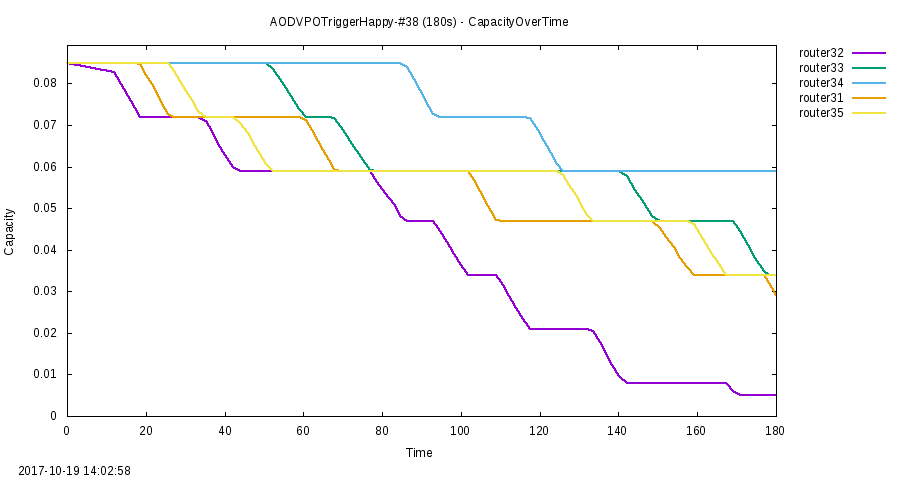 AODVPOTriggerHappy-#38 (180s) - CapacityOverTime
router32
router33
router34
router31
router35
0.08
0.07
0.06
0.05
0.04
0.03
0.02
0.01
0
Capacity
0 20 40 60 80 100 120 140 160 180
Time
2017-10-19 14:02:58